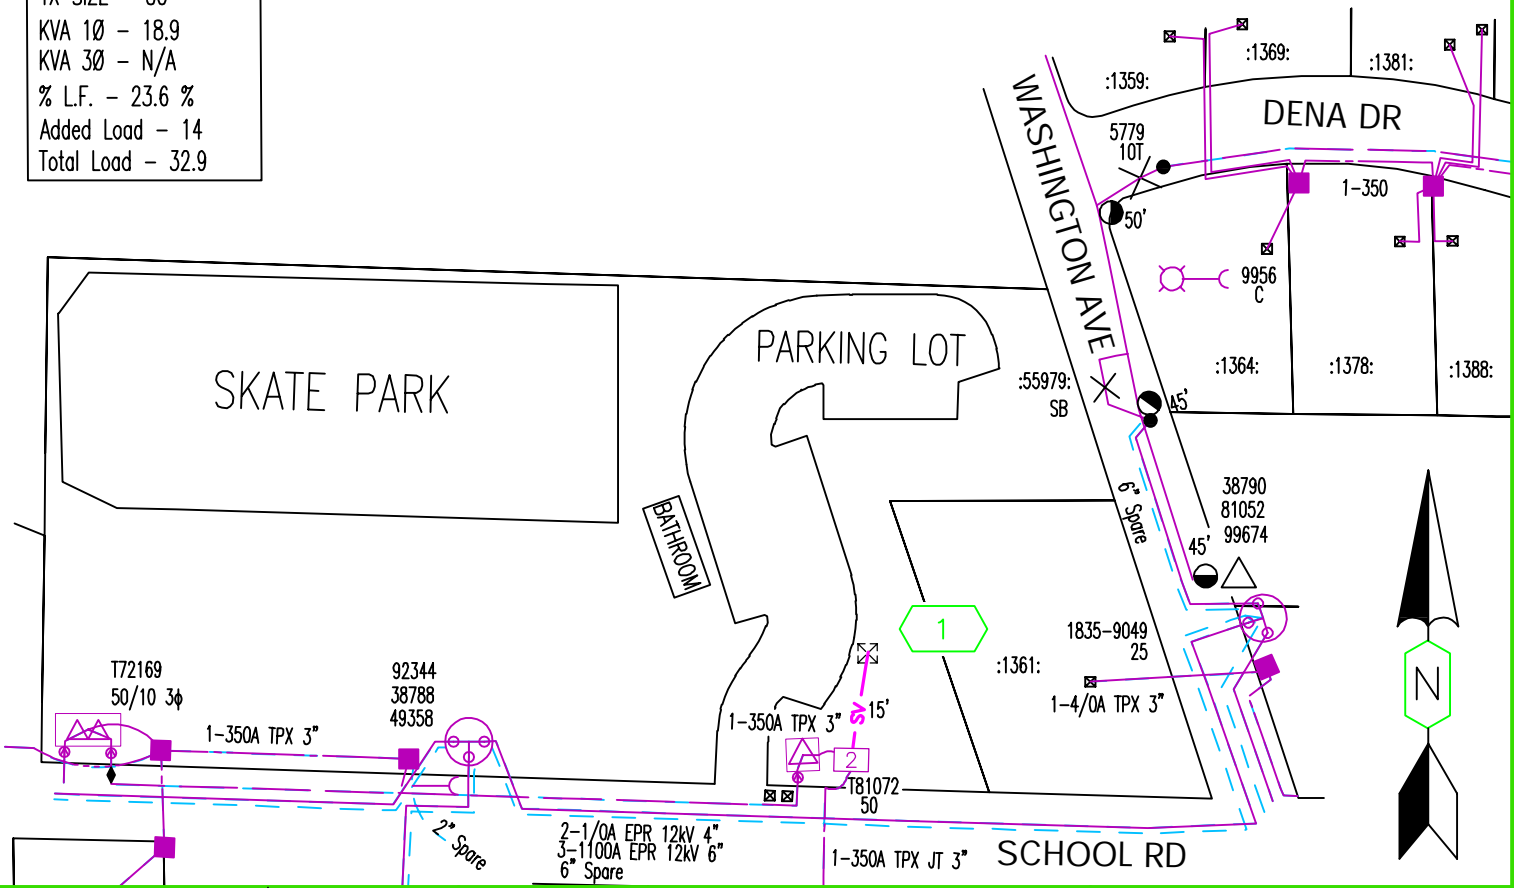 KVA 1Ø - 18.9
KVA 3Ø - N/A
% L.F. - 23.6 %
Added Load - 14
Total Load - 32.9
:1359:
:1369:
:1381:
DENA DR
WASHINGTON AVE
5779
10T
1-350
50'
9956
C
:1364:
:1378:
:1388:
:55979:
SB
45'
SKATE PARK
PARKING LOT
BATHROOM
6" Spare
38790
81052
99674
45'
1
1835-9049
25
:1361:
1-4/0A TPX 3"
N
T72169
50/10 3ϕ
1-350A TPX 3"
92344
38788
49358
1-350A TPX 3"
SV
15'
2
T81072
50
2" Spare
2-1/0A EPR 12kV 4"
3-1100A EPR 12kV 6"
6" Spare
1-350A TPX JT 3"
SCHOOL RD